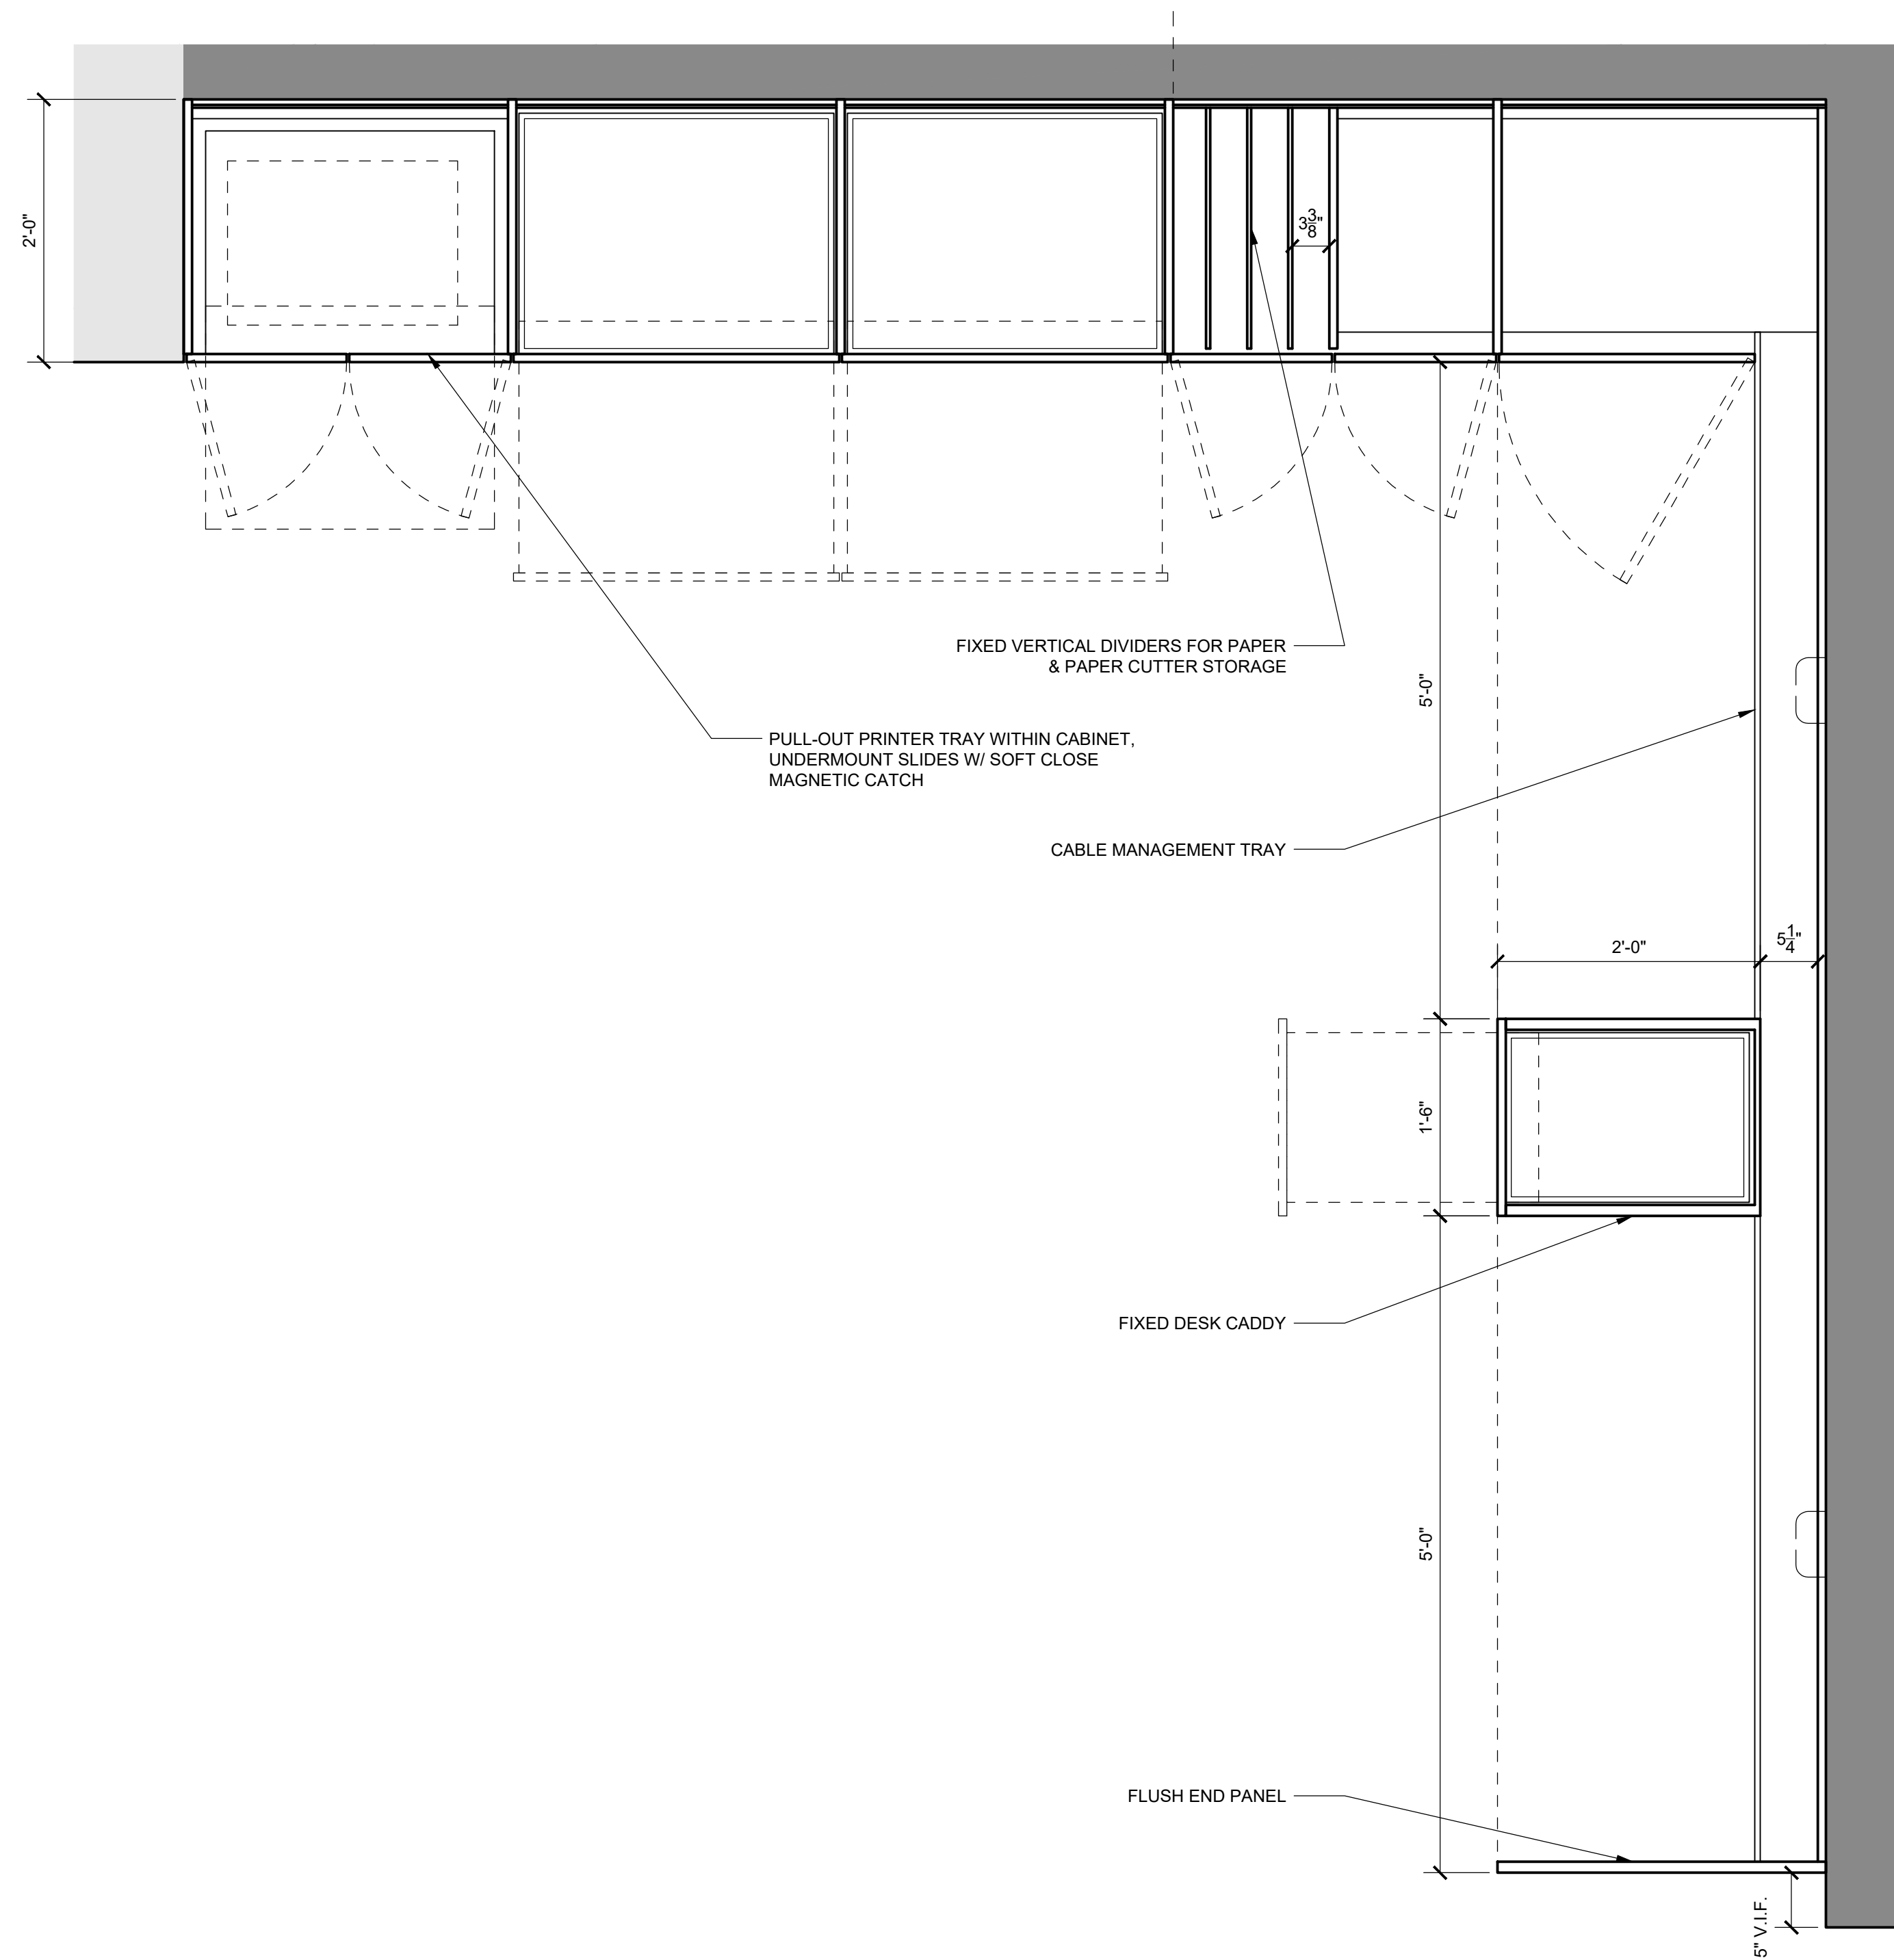 2'-0"
3 3/8"
FIXED VERTICAL DIVIDERS FOR PAPER
& PAPER CUTTER STORAGE
5'-0"
PULL-OUT PRINTER TRAY WITHIN CABINET,
UNDERMOUNT SLIDES W/ SOFT CLOSE
MAGNETIC CATCH
CABLE MANAGEMENT TRAY
2'-0"
5 1/4"
1'-6"
FIXED DESK CADDY
5'-0"
FLUSH END PANEL
5" V.I.F.